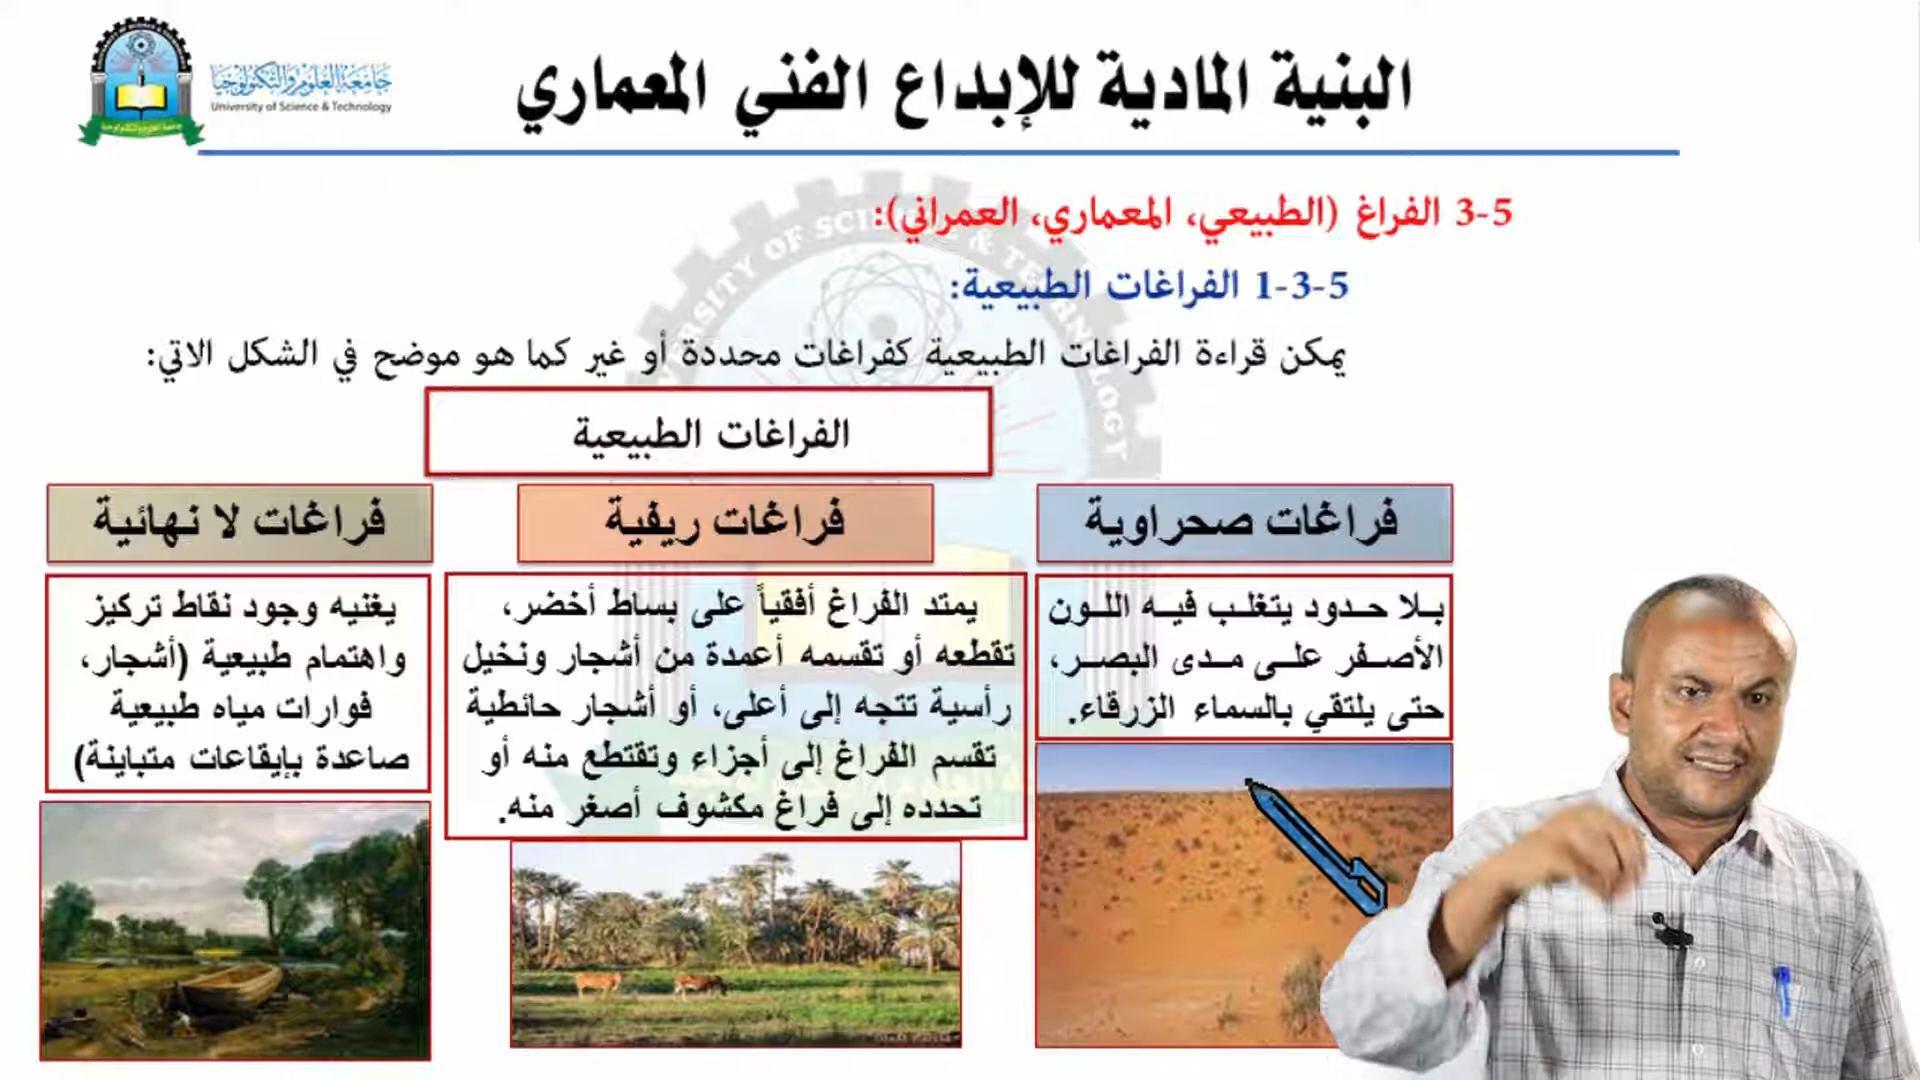 جامعة العلوم والتكنولوجيا
University of Science & Technology
البنية المادية للإبداع الفني المعماري
3-5 الفراغ (الطبيعي، المعماري، العمراني):
1-3-5 الفراغات الطبيعية:
يمكن قراءة الفراغات الطبيعية كفراغات محددة أو غير كما هو موضح في الشكل الاتي:
الفراغات الطبيعية
فراغات صحراوية
بلا حدود يتغلب فيه اللون
الأصفر على مدى البصر،
حتى يلتقي بالسماء الزرقاء.
فراغات ريفية
يمتد الفراغ أفقياً على بساط أخضر،
تقطعه أو تقسمه أعمدة من أشجار ونخيل
رأسية تتجه إلى أعلى، أو أشجار حائطية
تقسم الفراغ إلى أجزاء وتقتطع منه أو
تحدده إلى فراغ مكشوف أصغر منه.
فراغات لا نهائية
يغنيه وجود نقاط تركيز
واهتمام طبيعية (أشجار،
فوارات مياه طبيعية
صاعدة بإيقاعات متباينة)